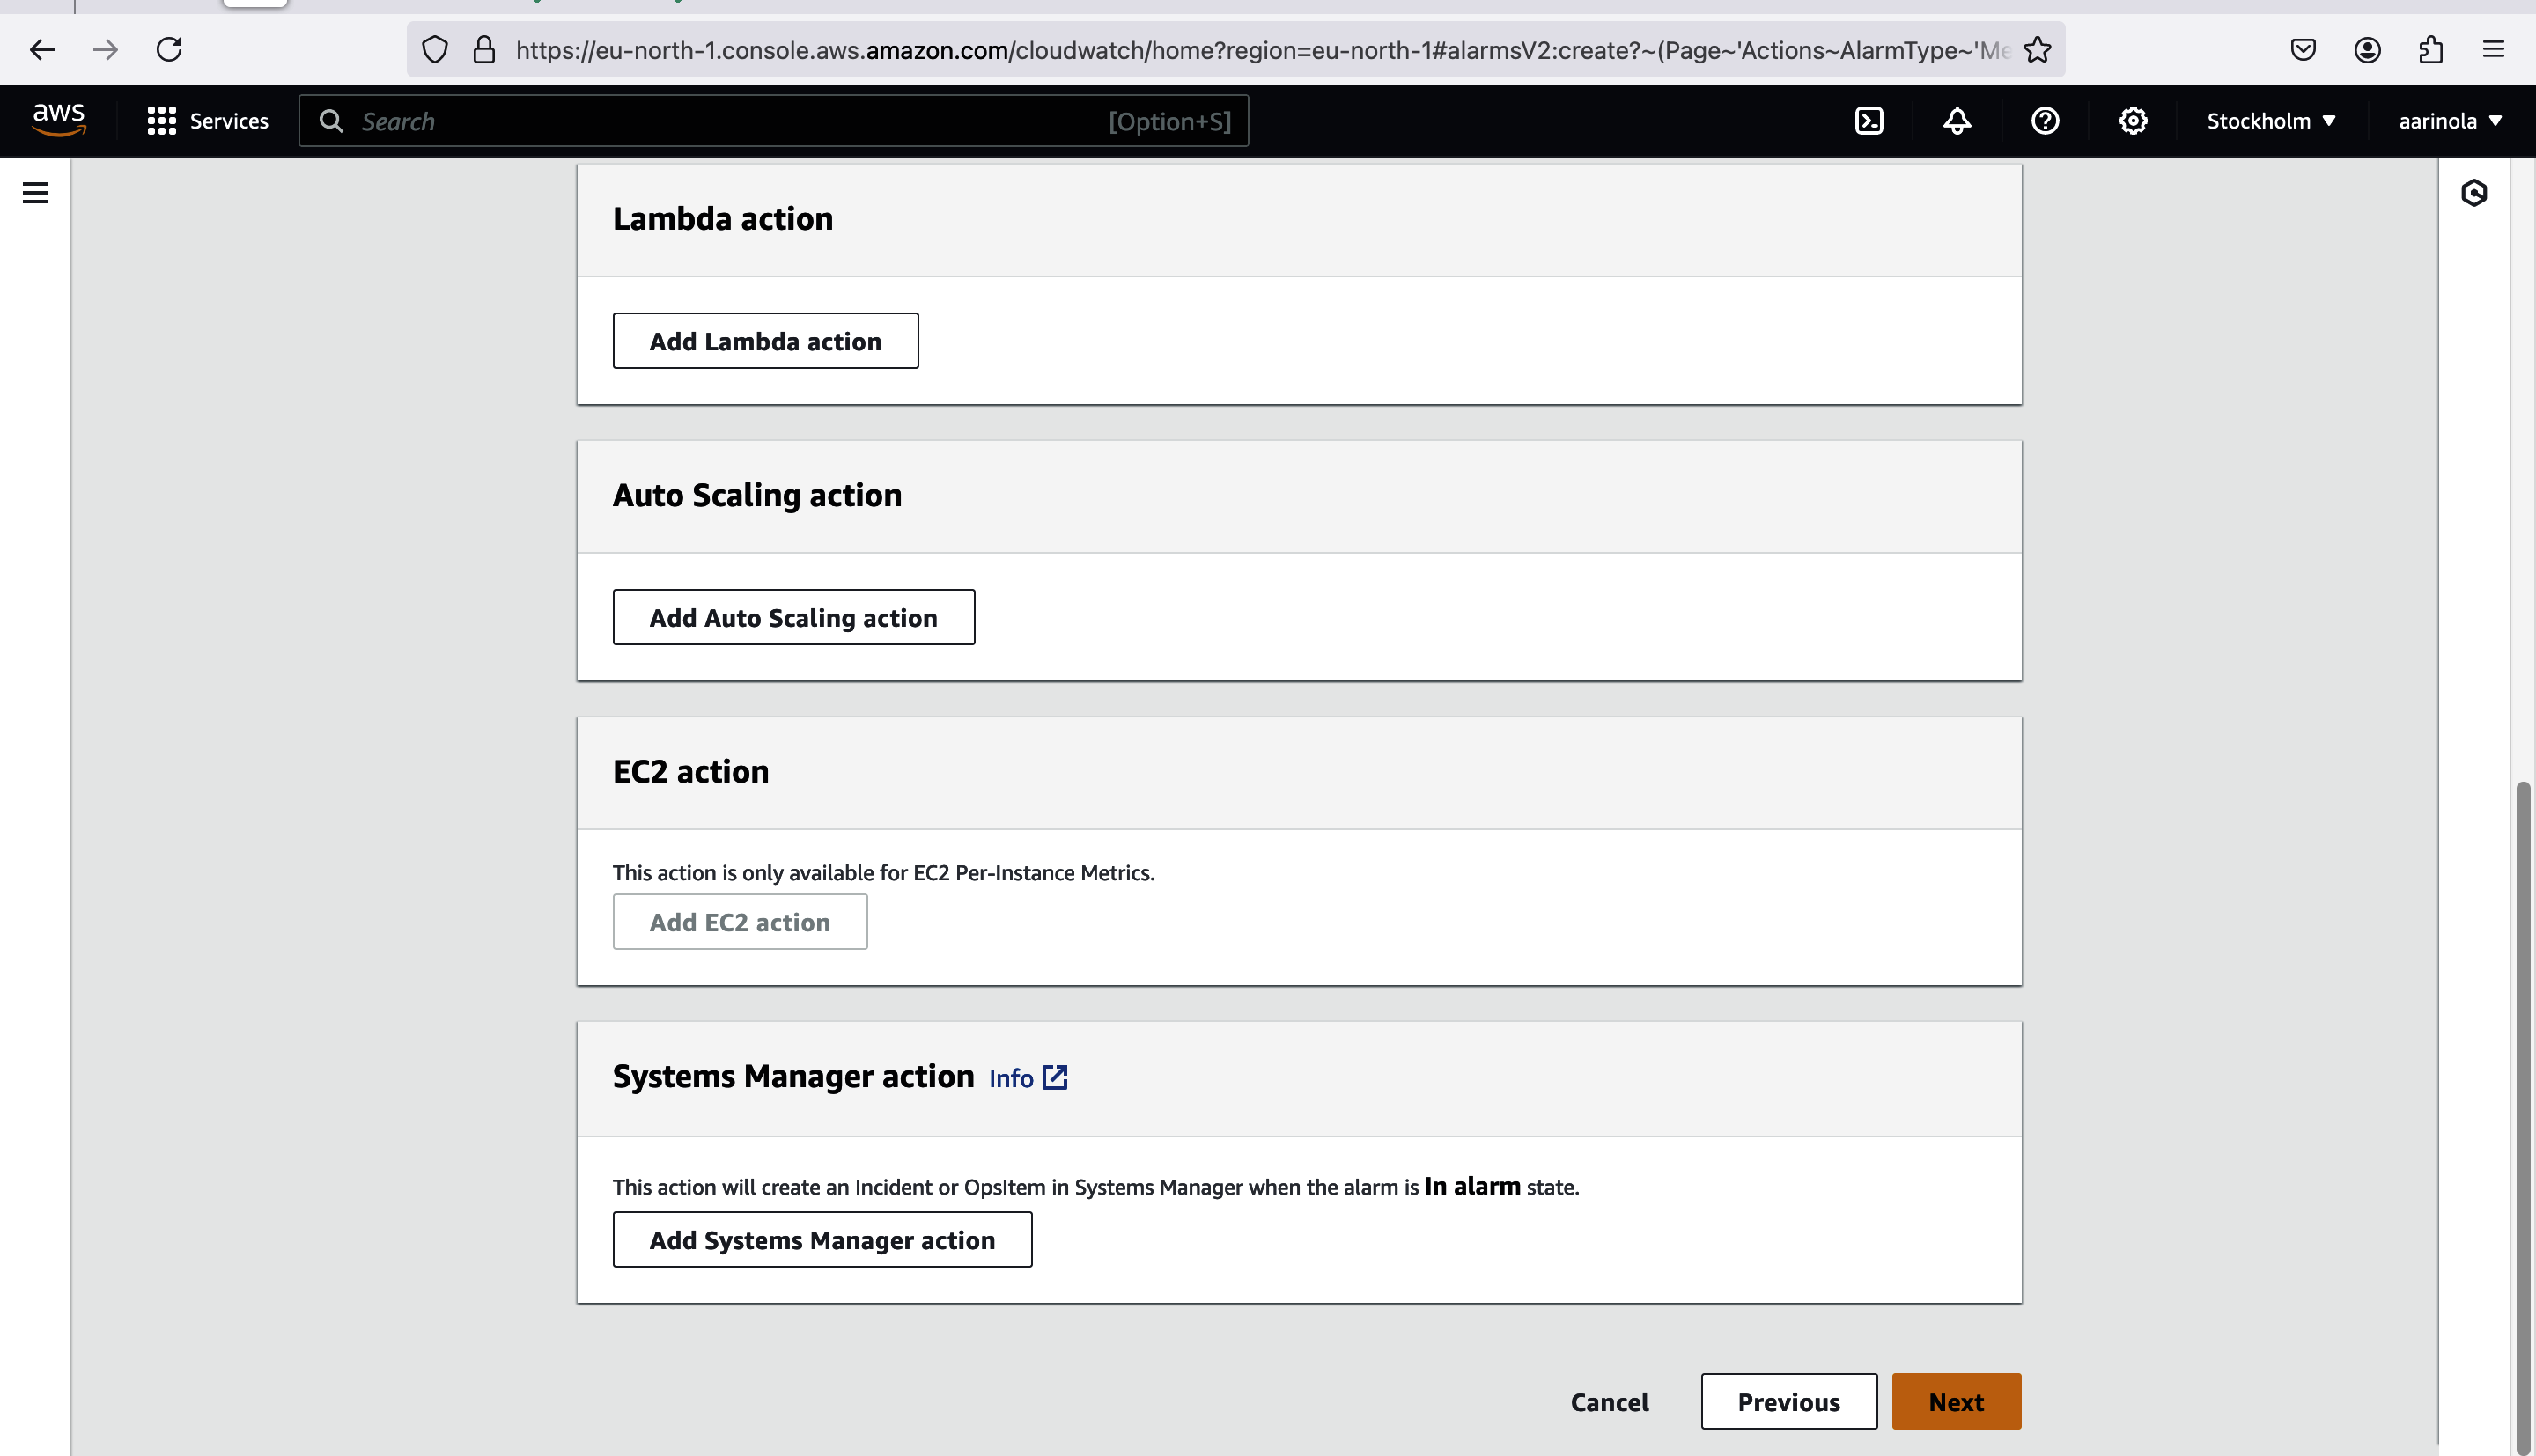 https://eu-north-1.console.aws.amazon.com/cloudwatch/home?region=eu-north-1#alarmsV2:create?~(Page~'Actions~AlarmType~'Me
aws
Services
Search
[Option+S]
Stockholm
aarinola
Lambda action
Add Lambda action
Auto Scaling action
Add Auto Scaling action
EC2 action
This action is only available for EC2 Per-Instance Metrics.
Add EC2 action
Systems Manager action Info
This action will create an Incident or OpsItem in Systems Manager when the alarm is In alarm state.
Add Systems Manager action
Cancel
Previous
Next